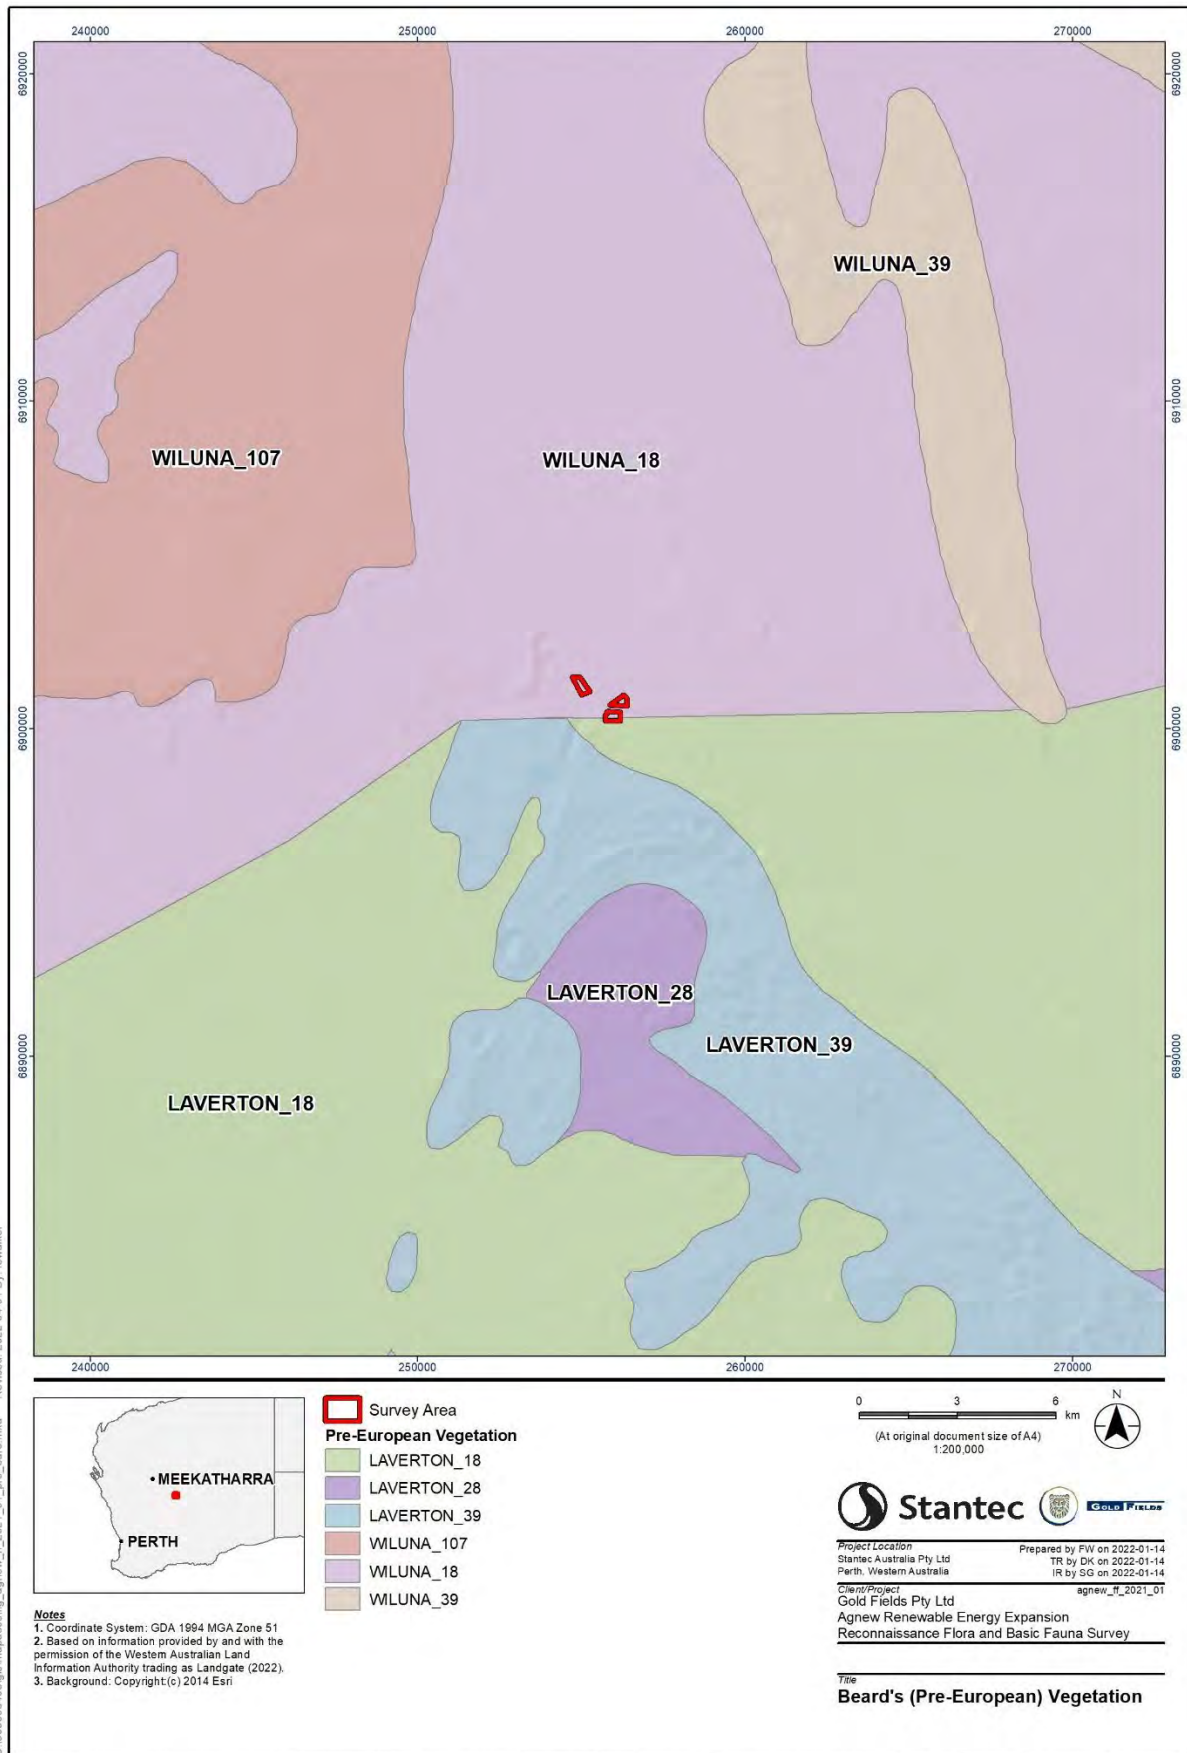 240000
250000
260000
270000
6920000
6920000
WILUNA_39
6910000
6910000
WILUNA_107
WILUNA_18
6900000
6900000
LAVERTON_28
LAVERTON_39
6890000
6890000
LAVERTON_18
240000
250000
260000
270000
MEEKATHARRA
PERTH
Survey Area
Pre-European Vegetation
LAVERTON_18
LAVERTON_28
LAVERTON_39
WILUNA_107
WILUNA_18
WILUNA_39
0 3 6 km
N
(At original document size of A4)
1:200,000
Stantec
GOLD FIELDS
Project Location
Stantec Australia Pty Ltd
Perth, Western Australia
Prepared by FW on 2022-01-14
TR by DK on 2022-01-14
IR by SG on 2022-01-14
Client/Project
agnew_ff_2021_01
Gold Fields Pty Ltd
Agnew Renewable Energy Expansion
Reconnaissance Flora and Basic Fauna Survey
Title
Beard's (Pre-European) Vegetation
Notes
1. Coordinate System: GDA 1994 MGA Zone 51
2. Based on information provided by and with the
permission of the Western Australian Land
Information Authority trading as Landgate (2022).
3. Background: Copyright:(c) 2014 Esri